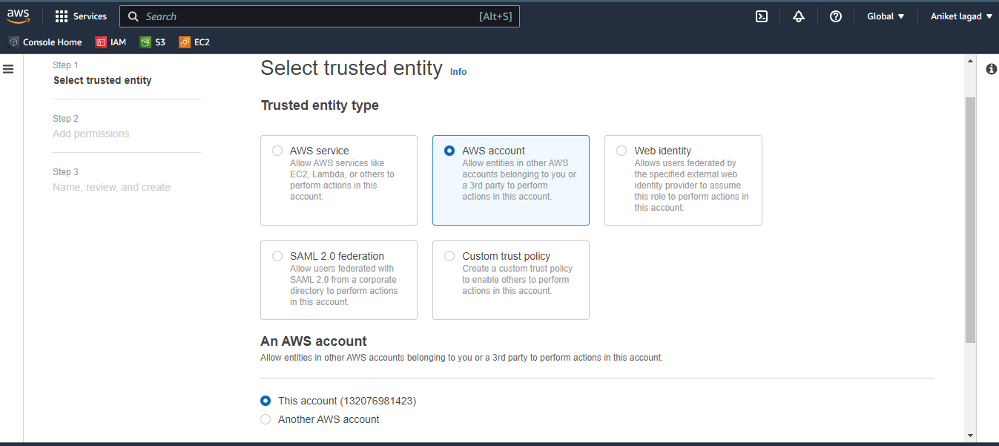 aws
Services
Search
[Alt+S]
Global
Aniket lagad
Console Home
IAM
S3
EC2
Step 1
Select trusted entity
Step 2
Add permissions
Step 3
Name, review, and create
Select trusted entity Info
Trusted entity type
AWS service
Allow AWS services like
EC2, Lambda, or others to
perform actions in this
account.
AWS account
Allow entities in other AWS
accounts belonging to you or
a 3rd party to perform
actions in this account.
Web identity
Allows users federated by
the specified external web
identity provider to assume
this role to perform actions in
this account.
SAML 2.0 federation
Allow users federated with
SAML 2.0 from a corporate
directory to perform actions
in this account.
Custom trust policy
Create a custom trust policy
to enable others to perform
actions in this account.
An AWS account
Allow entities in other AWS accounts belonging to you or a 3rd party to perform actions in this account.
This account (132076981423)
Another AWS account